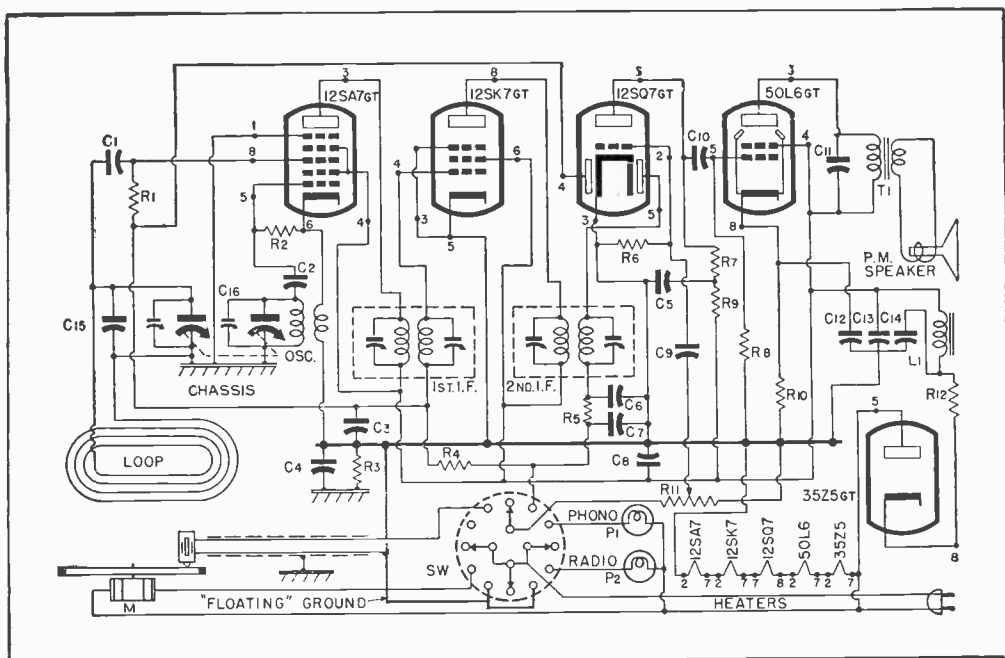 3 8 5 3
12SA7GT 12SK7GT 12SQ7GT 50L6GT
1 6 2 C10 5 4
C1 8 4 C11
R1 5 4 T1
6 4 3 5 3 5 8
R2 R6 R7 P.M.
SPEAKER
C2 C5 R9
C16 C12 C13 C14
C15 OSC. C9 L1
CHASSIS 1ST. I.F. 2ND. I.F. R8 R10 R12
C6 5
C3 R5 C7
LOOP R4 C8
C4 R3 R11 35Z5GT
PHONO
P1
12SA7 12SK7 12SQ7 50L6 35Z5 8
SW RADIO
P2
2 7 2 7 7 8 2 7 2 7
M "FLOATING" GROUND HEATERS